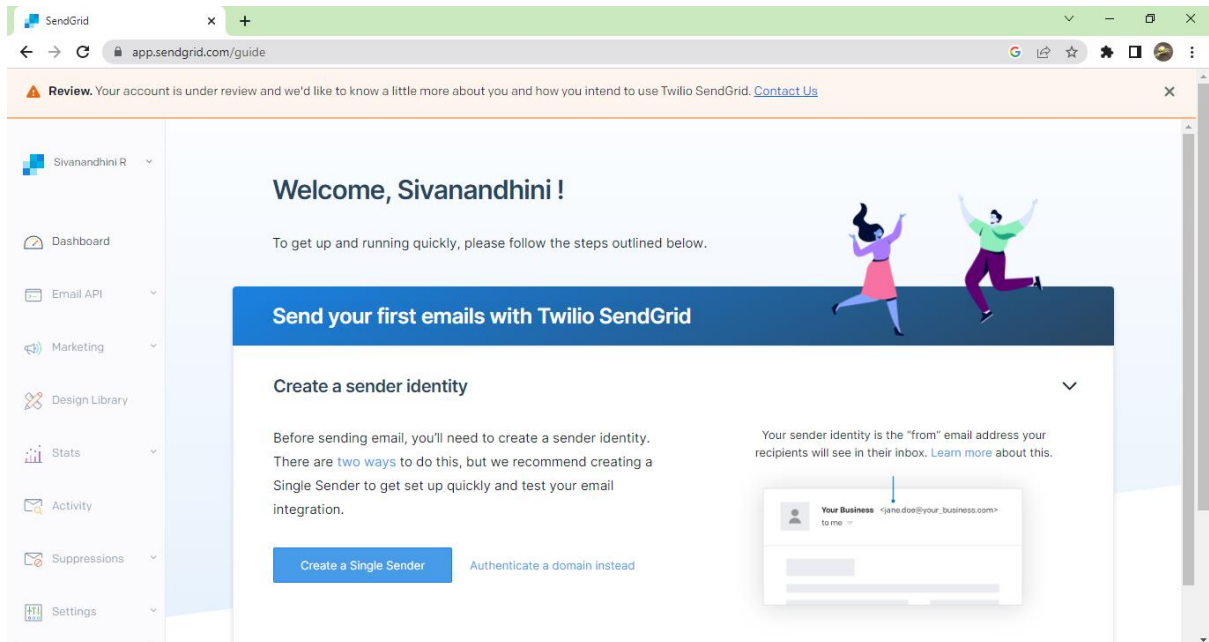 SendGrid
app.sendgrid.com/guide
Review. Your account is under review and we'd like to know a little more about you and how you intend to use Twilio SendGrid. Contact Us
Sivanandhini R
Dashboard
Email API
Marketing
Design Library
Stats
Activity
Suppressions
Settings
Welcome, Sivanandhini !
To get up and running quickly, please follow the steps outlined below.
Send your first emails with Twilio SendGrid
Create a sender identity
Before sending email, you'll need to create a sender identity.
There are two ways to do this, but we recommend creating a
Single Sender to get set up quickly and test your email
integration.
Create a Single Sender
Authenticate a domain instead
Your sender identity is the "from" email address your
recipients will see in their inbox. Learn more about this.
Your Business <jane.doe@your_business.com>
to me